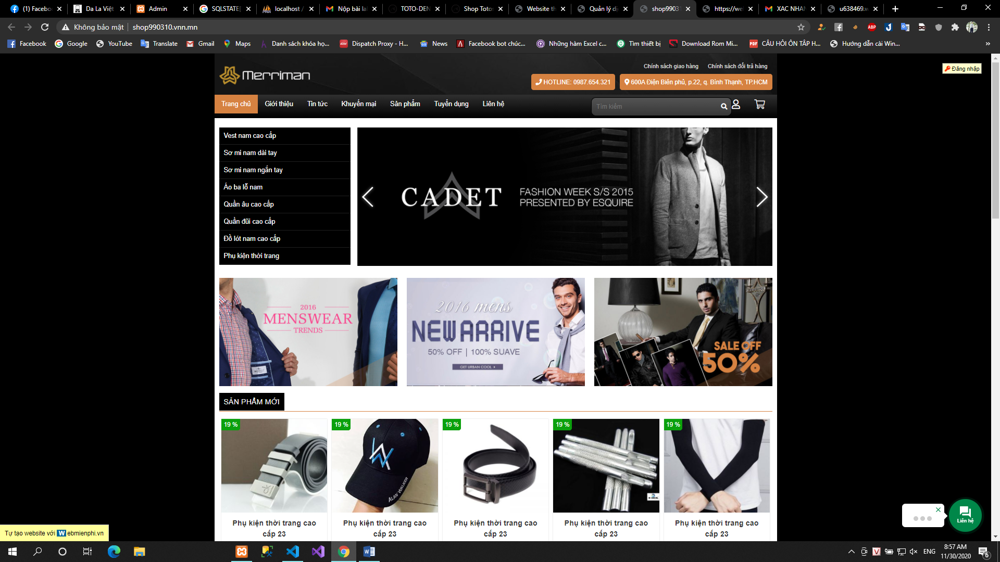 (1) Facebo
Da La Việt
Admin
SQLSTATE[
localhost /
Nộp bài la
TOTO-DEN
Shop Toto
Website th
Quản lý dị
shop99031
https://we
XAC NHAN
u638469.w
Không bảo mật
shop990310.vnn.mn
Facebook
Google
YouTube
Translate
Gmail
Maps
Danh sách khóa họ...
Dispatch Proxy - H...
News
Facebook bot chúc...
Những hàm Excel c...
Tìm thiết bị
Download Rom Mi...
CÂU HỎI ÔN TẬP H...
Hướng dẫn cài Win...
»
Merriman
Chính sách giao hàng
Chính sách đổi trả hàng
Đăng nhập
HOTLINE: 0987.654.321
600A Điện Biên phủ, p.22, q. Bình Thạnh, TP.HCM
Trang chủ
Giới thiệu
Tin tức
Khuyến mại
Sản phẩm
Tuyển dụng
Liên hệ
Tìm kiếm
Vest nam cao cấp
Sơ mi nam dài tay
Sơ mi nam ngắn tay
Áo ba lỗ nam
Quần âu cao cấp
Quần đũi cao cấp
Đồ lót nam cao cấp
Phụ kiện thời trang
CADET
FASHION WEEK S/S 2015
PRESENTED BY ESQUIRE
2016
MENSWEAR
TRENDS
2016 mens
NEW ARRIVE
50% OFF | 100% SUAVE
GET URBAN COOL
SALE OFF
50%
SẢN PHẨM MỚI
19 %
19 %
19 %
19 %
19 %
ALAN WALKER
Phụ kiện thời trang cao
cấp 23
Phụ kiện thời trang cao
cấp 23
Phụ kiện thời trang cao
cấp 23
Phụ kiện thời trang cao
cấp 23
Phụ kiện thời trang cao
cấp 23
Liên hệ
Tự tạo website với Webmienphi.vn
ENG
8:57 AM
11/30/2020
6